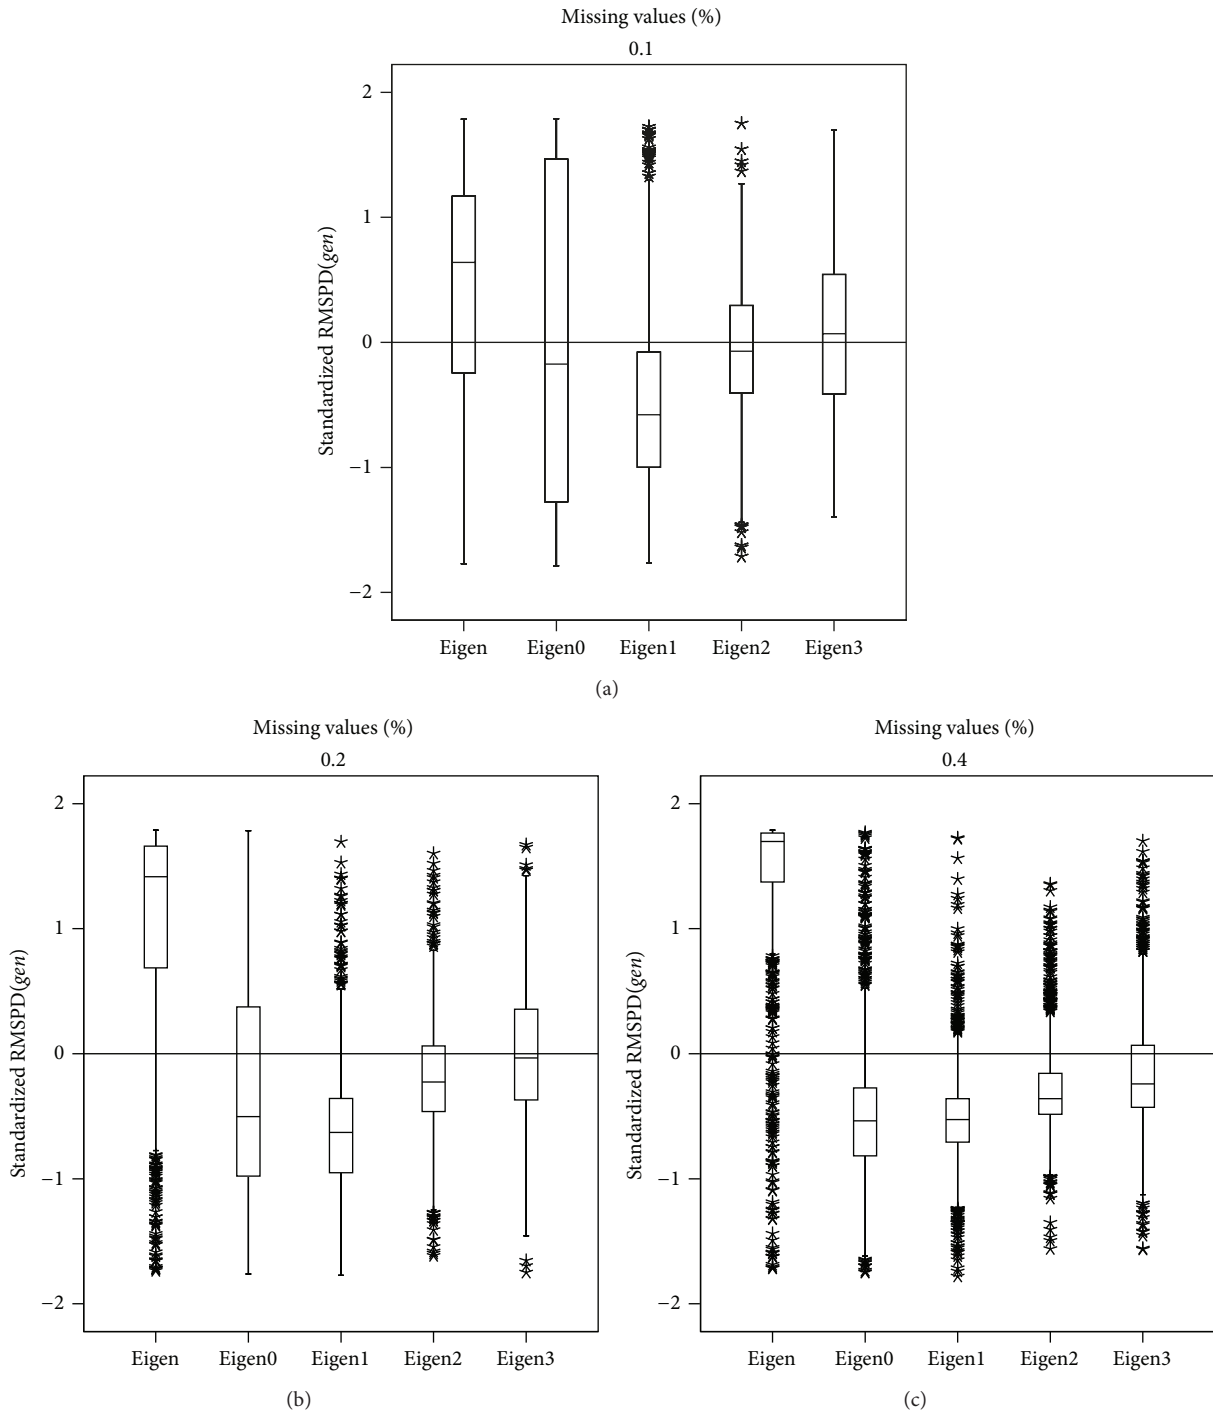 Missing values (%)
0.1
2
1
0
−1
−2
Standardized RMSPD(gen)
Eigen Eigen0 Eigen1 Eigen2 Eigen3
(a)
Missing values (%)
0.2
2
1
0
−1
−2
Standardized RMSPD(gen)
Eigen Eigen0 Eigen1 Eigen2 Eigen3
(b)
Missing values (%)
0.4
2
1
0
−1
−2
Standardized RMSPD(gen)
Eigen Eigen0 Eigen1 Eigen2 Eigen3
(c)